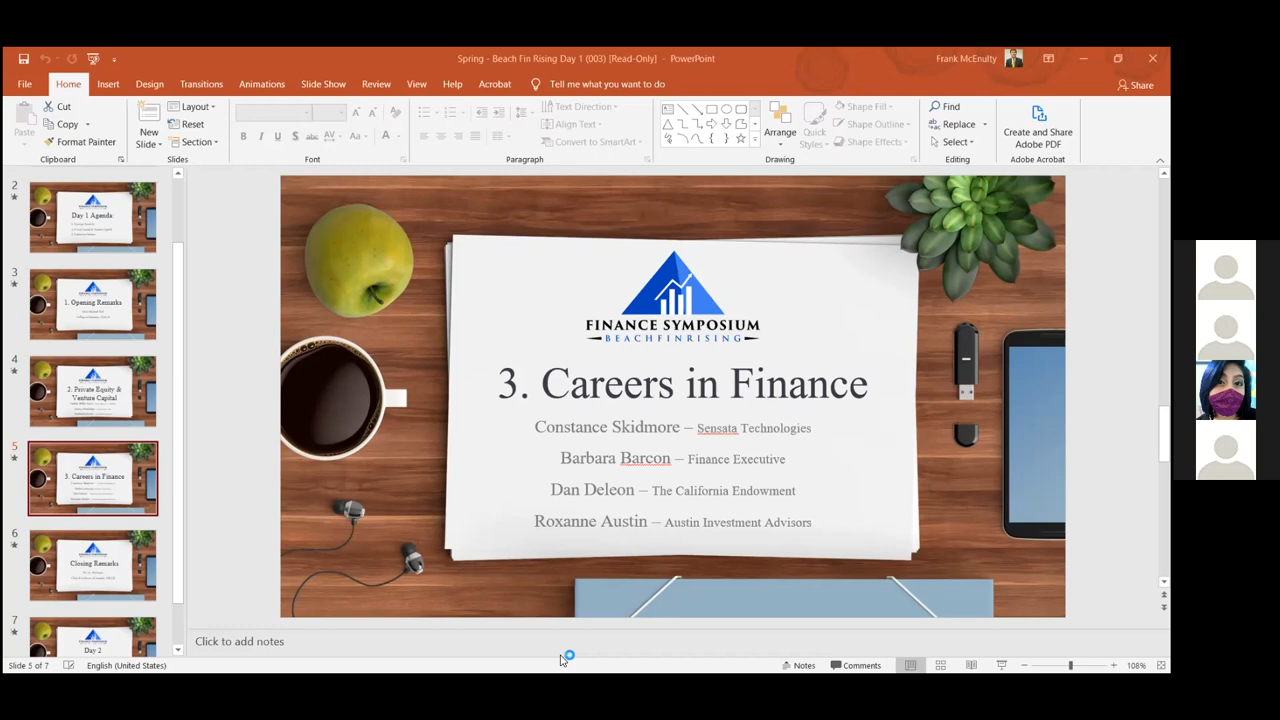 Spring - Beach Fin Rising Day 1 (003) [Read-Only] - PowerPoint
Frank McEnulty
File Home Insert Design Transitions Animations Slide Show Review View Help Acrobat Tell me what you want to do Share
Paste
Cut
Copy
Format Painter
Clipboard
New Slide
Layout
Reset
Section
Slides
Font
Text Direction
Align Text
Convert to SmartArt
Paragraph
Arrange
Quick Styles
Shape Fill
Shape Outline
Shape Effects
Drawing
Find
Replace
Select
Editing
Create and Share Adobe PDF
Adobe Acrobat
2
Day 1 Agenda:
3
1. Opening Remarks
4
2. Private Equity &
Venture Capital
5
3. Careers in Finance
6
Closing Remarks
7
Day 2
FINANCE SYMPOSIUM
BEACHFINRISING
3. Careers in Finance
Constance Skidmore – Sensata Technologies
Barbara Barcon – Finance Executive
Dan Deleon – The California Endowment
Roxanne Austin – Austin Investment Advisors
Click to add notes
Slide 5 of 7 English (United States) Notes Comments 108%